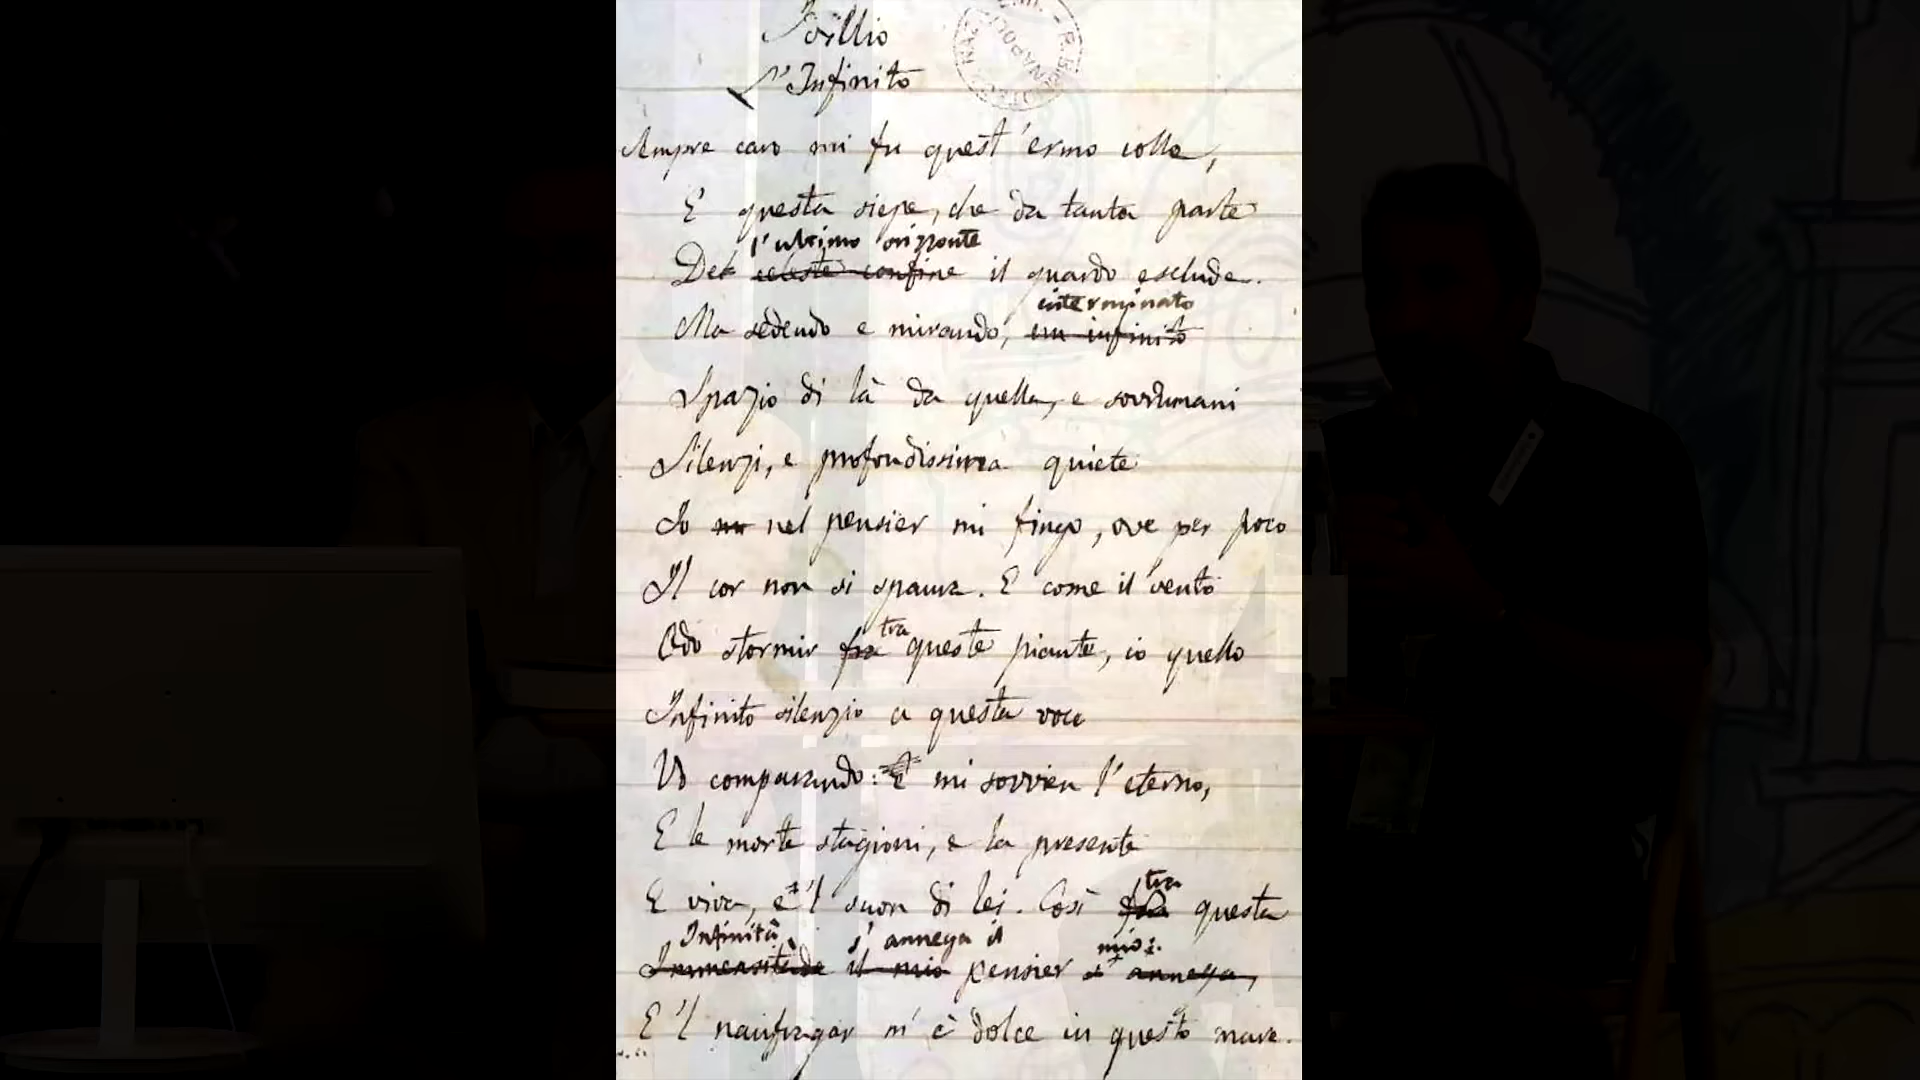 Idillio
L'Infinito
NAZ. - R. BIBLIOTECA NAPOLI
Sempre caro mi fu quest'ermo colle,
E questa siepe, che da tanta parte
l'ultimo orizzonte
Del celeste confine il guardo esclude.
interminato
Ma sedendo e mirando, un infinito
Spazio di là da quella, e sovrumani
Silenzi, e profondissima quiete
Io nel pensier mi fingo, ove per poco
Il cor non si spaura. E come il vento
tra
Odo stormir fra queste piante, io quello
Infinito silenzio a questa voce
Vo comparando: E mi sovvien l'eterno,
E le morte stagioni, e la presente
tra
E viva, e 'l suon di lei. Così fra questa
Infinità s'annega il mio:
Immensitade il mio pensier s'annega,
E 'l naufragar m'è dolce in questo mare.